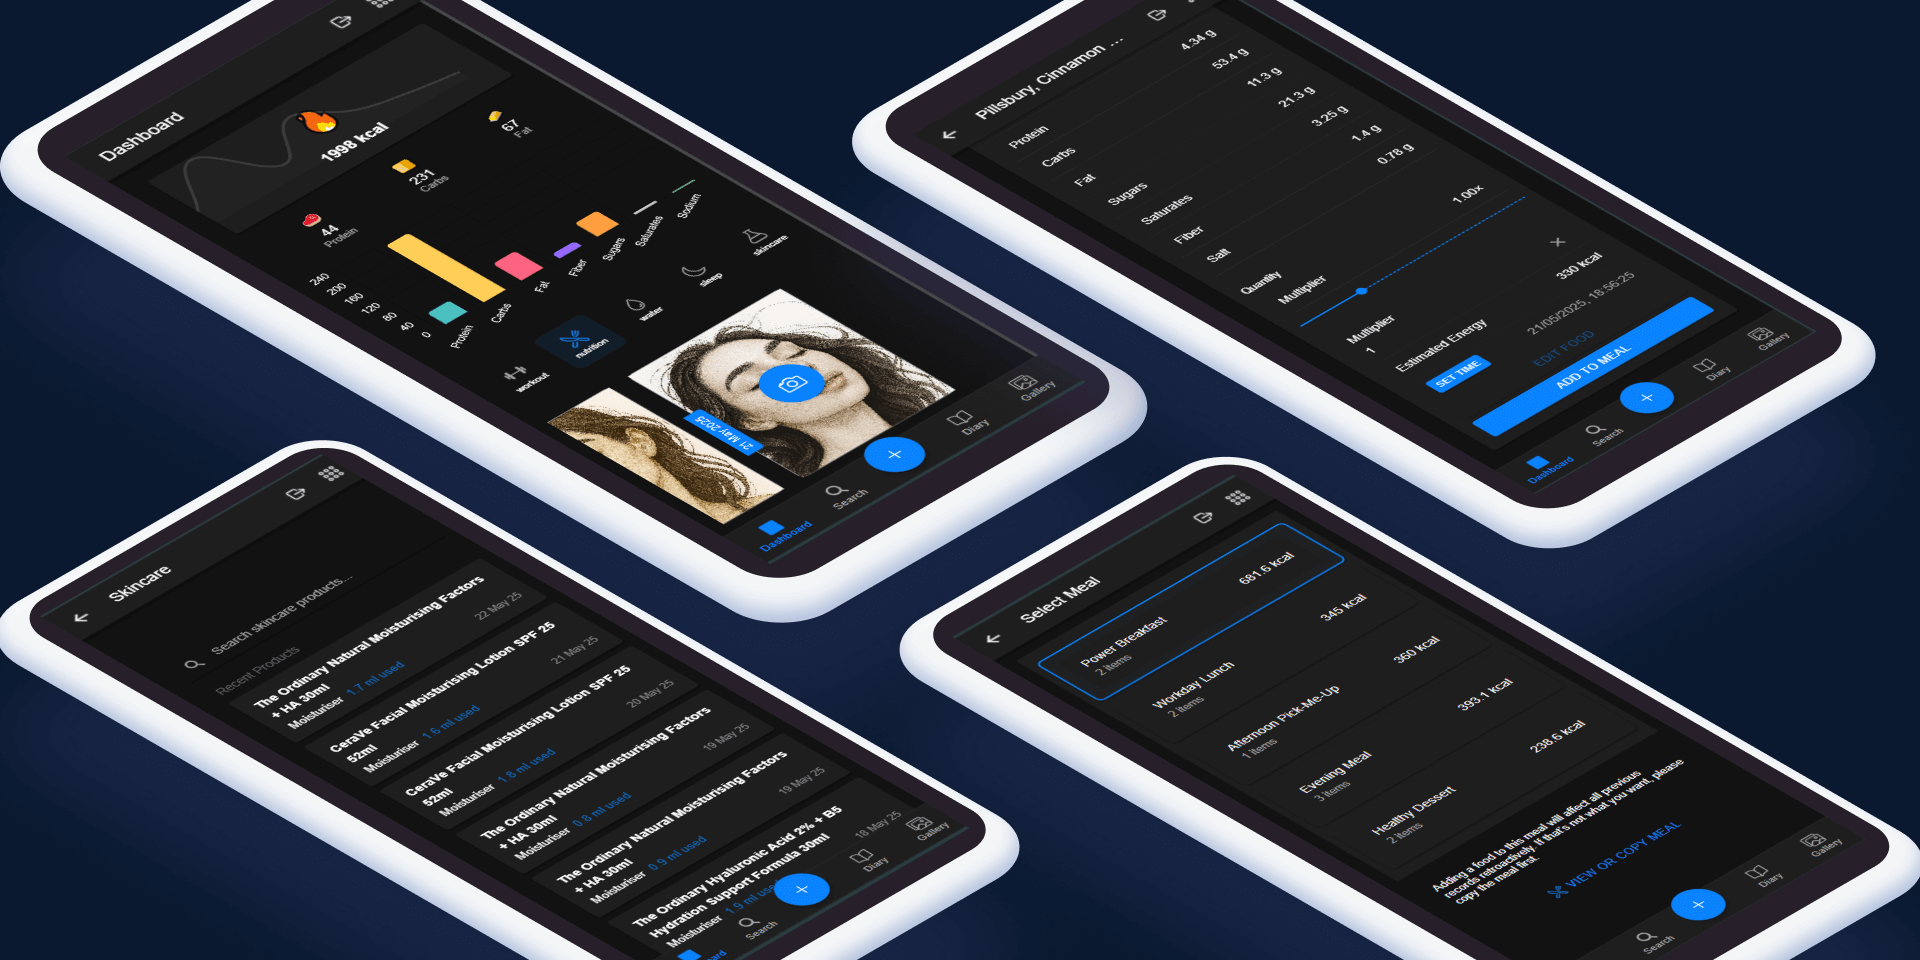 Dashboard
1998 kcal
44
Protein
231
Carbs
67
Fat
240
200
160
120
80
40
0
Protein
Carbs
Fat
Fiber
Sugars
Saturates
Sodium
workout
nutrition
water
sleep
skincare
21 May 2025
Dashboard
Search
Diary
Gallery
Pillsbury, Cinnamon ...
Protein 4.34 g
Carbs 53.4 g
Fat 11.3 g
Sugars 21.3 g
Saturates 3.25 g
Fiber 1.4 g
Salt 0.78 g
Quantity
Multiplier 1.00x
Multiplier
1
Estimated Energy 330 kcal
SET TIME 21/05/2025, 18:56:25
EDIT FOOD
ADD TO MEAL
Dashboard
Search
Diary
Gallery
Skincare
Search skincare products...
Recent Products
The Ordinary Natural Moisturising Factors
+ HA 30ml
Moisturiser 1.7 ml used
22 May 25
CeraVe Facial Moisturising Lotion SPF 25
52ml
Moisturiser 1.6 ml used
21 May 25
CeraVe Facial Moisturising Lotion SPF 25
52ml
Moisturiser 1.8 ml used
20 May 25
The Ordinary Natural Moisturising Factors
+ HA 30ml
Moisturiser 0.8 ml used
19 May 25
The Ordinary Natural Moisturising Factors
+ HA 30ml
Moisturiser 0.9 ml used
19 May 25
The Ordinary Hyaluronic Acid 2% + B5
Hydration Support Formula 30ml
Moisturiser 1.9 ml used
18 May 25
Search
Diary
Gallery
Select Meal
Power Breakfast 681.6 kcal
2 items
Workday Lunch 345 kcal
2 items
Afternoon Pick-Me-Up 360 kcal
1 items
Evening Meal 393.1 kcal
3 items
Healthy Dessert 238.6 kcal
2 items
Adding a food to this meal will affect all previous
records retroactively. If that's not what you want, please
copy the meal first.
VIEW OR COPY MEAL
Search
Diary
Gallery